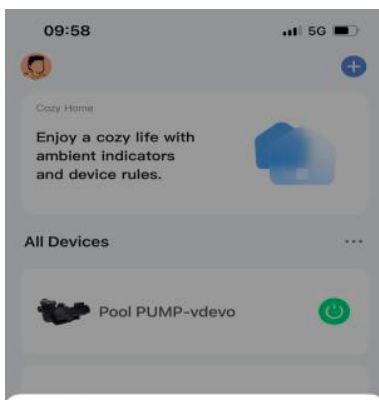 09:58
5G
Cozy Home
Enjoy a cozy life with
ambient indicators
and device rules.
All Devices
Pool PUMP-vdevo